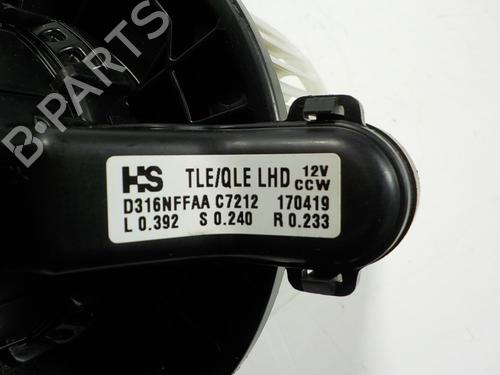 B-PARTS
HS TLE/QLE LHD 12V CCW
D316NFFAA C7212 170419
L 0.392 S 0.240 R 0.233